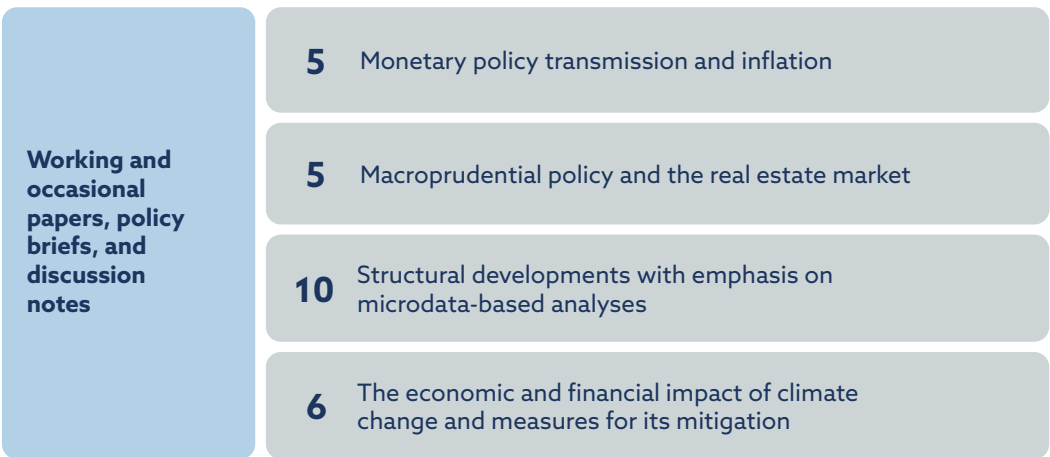 Working and
occasional
papers, policy
briefs, and
discussion
notes
5 Monetary policy transmission and inflation
5 Macroprudential policy and the real estate market
10 Structural developments with emphasis on
microdata-based analyses
6 The economic and financial impact of climate
change and measures for its mitigation